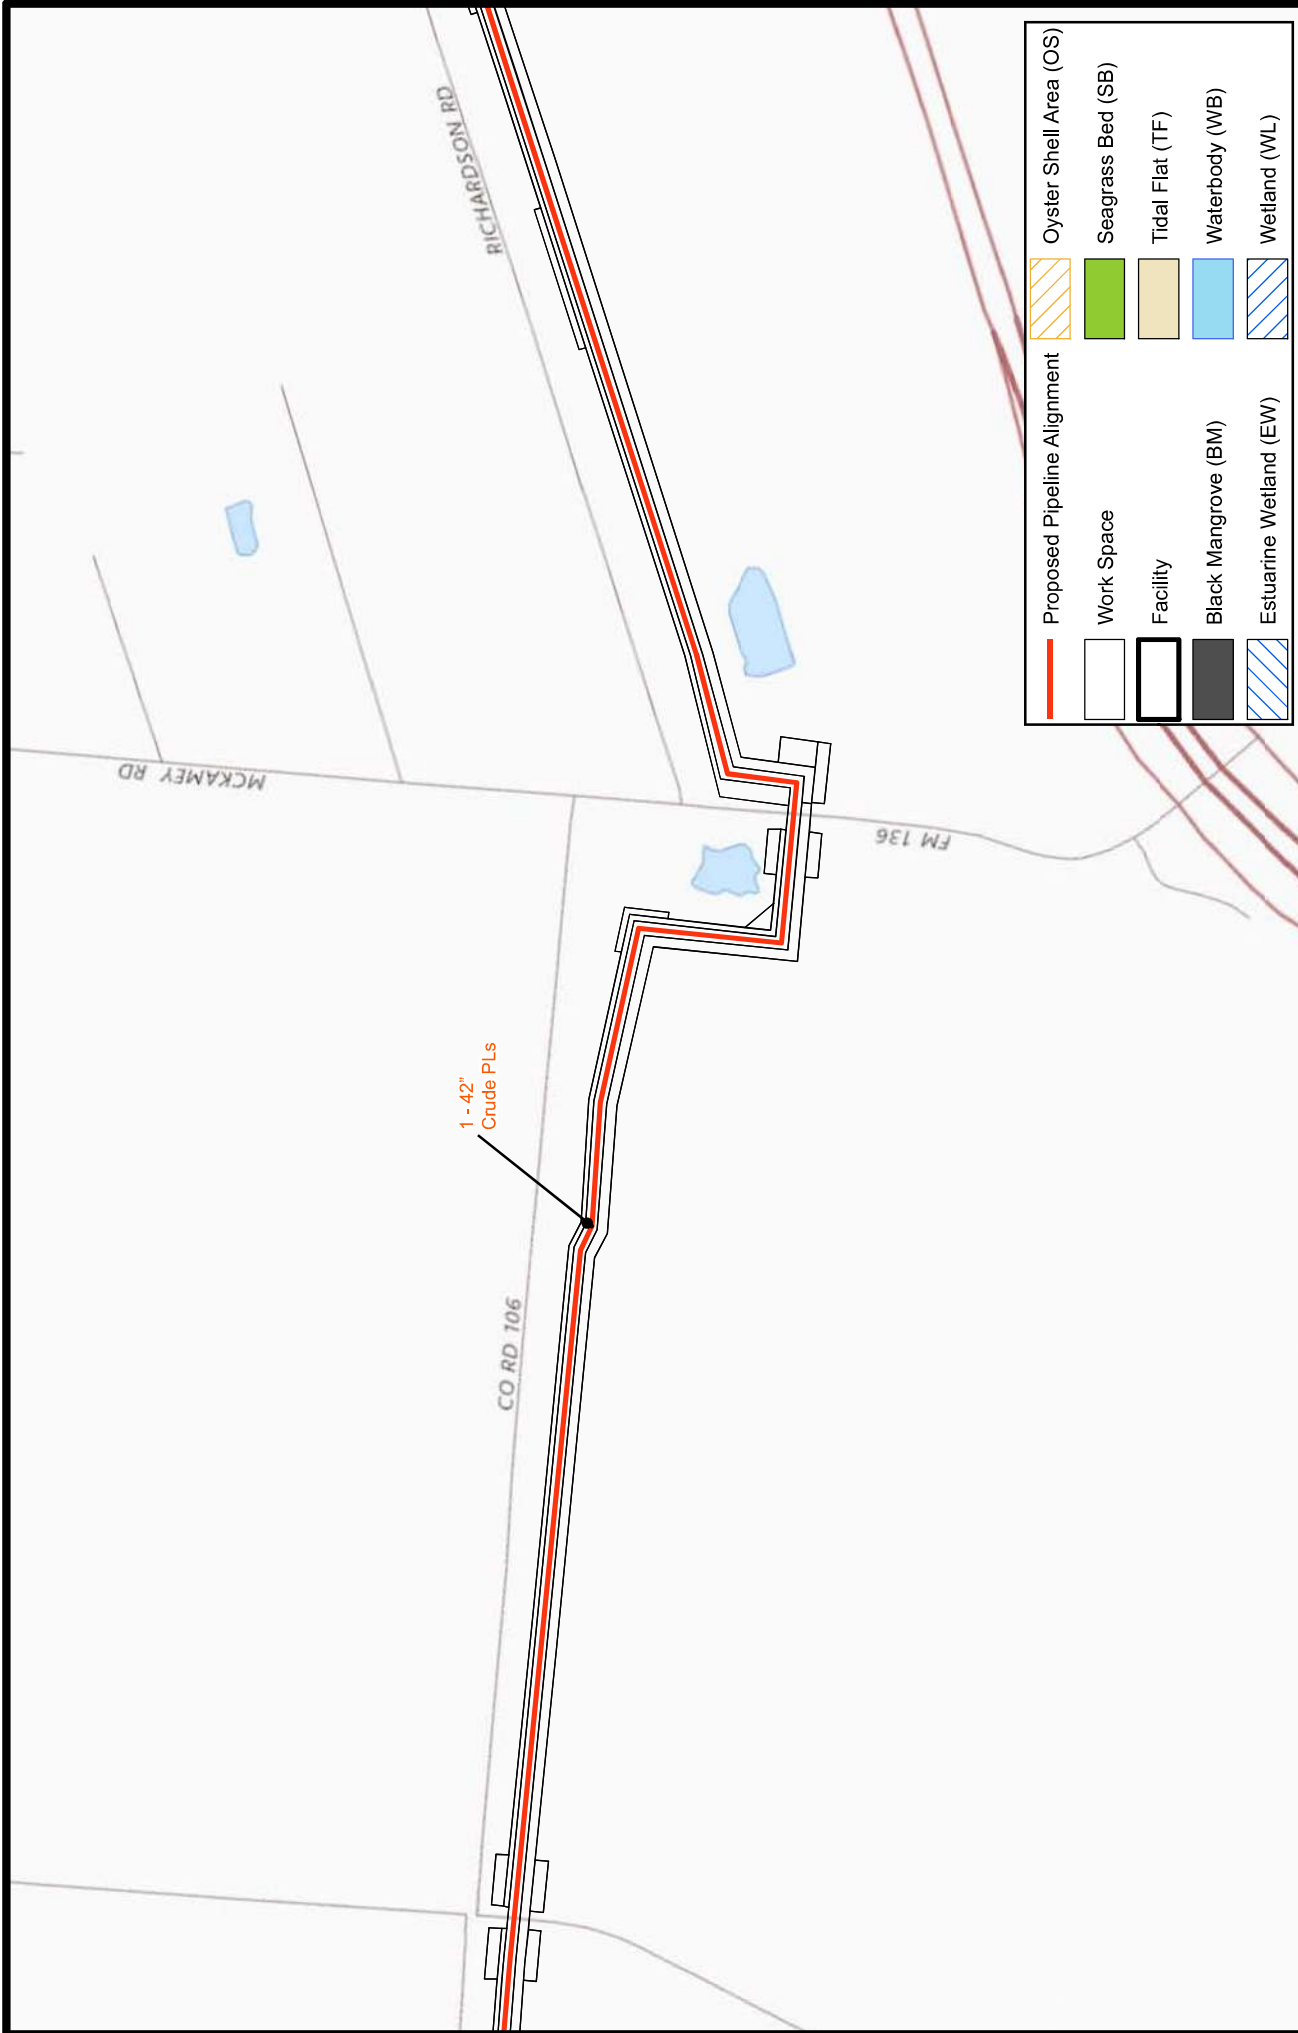 RICHARDSON RD
MCKAMEY RD
FM 136
1 - 42"
Crude PLs
CO RD 106
Proposed Pipeline Alignment
Work Space
Facility
Black Mangrove (BM)
Estuarine Wetland (EW)
Oyster Shell Area (OS)
Seagrass Bed (SB)
Tidal Flat (TF)
Waterbody (WB)
Wetland (WL)